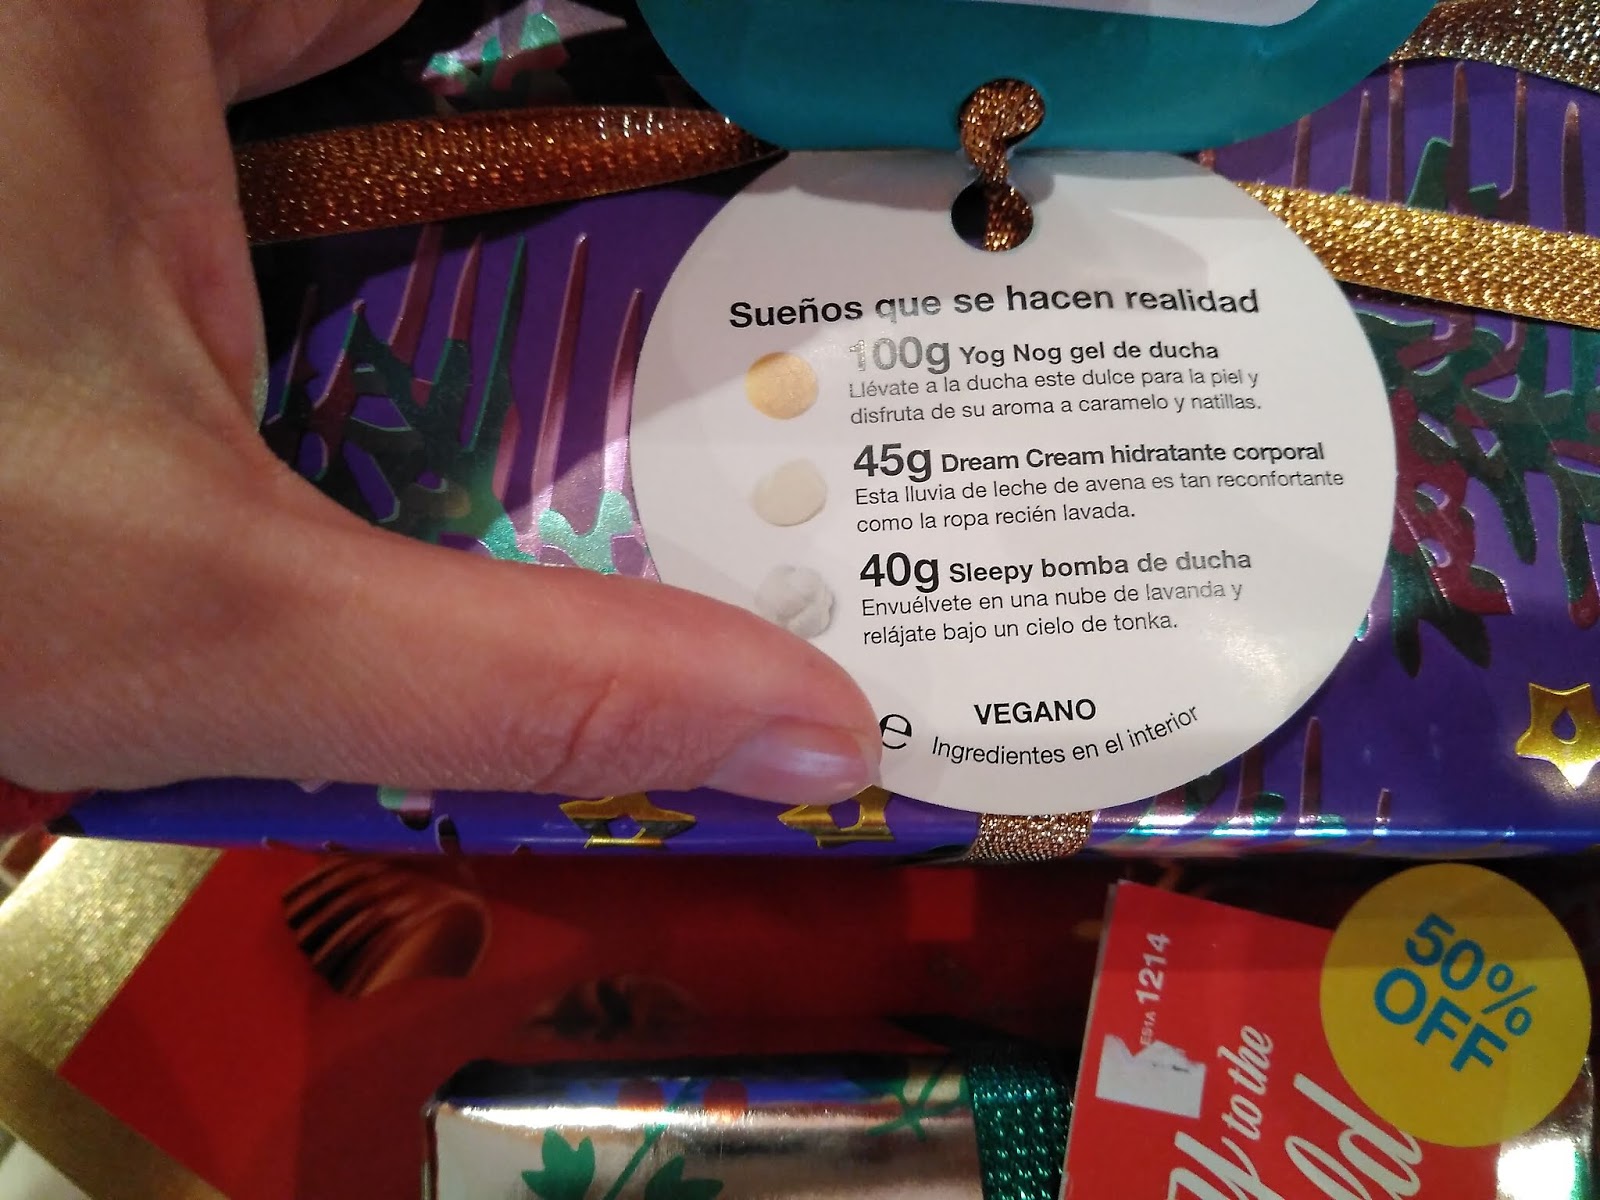 Sueños que se hacen realidad
100g Yog Nog gel de ducha
Llévate a la ducha este dulce para la piel y
disfruta de su aroma a caramelo y natillas.
45g Dream Cream hidratante corporal
Esta lluvia de leche de avena es tan reconfortante
como la ropa recién lavada.
40g Sleepy bomba de ducha
Envuélvete en una nube de lavanda y
relájate bajo un cielo de tonka.
℮ VEGANO
Ingredientes en el interior
50%
OFF
1214
to the